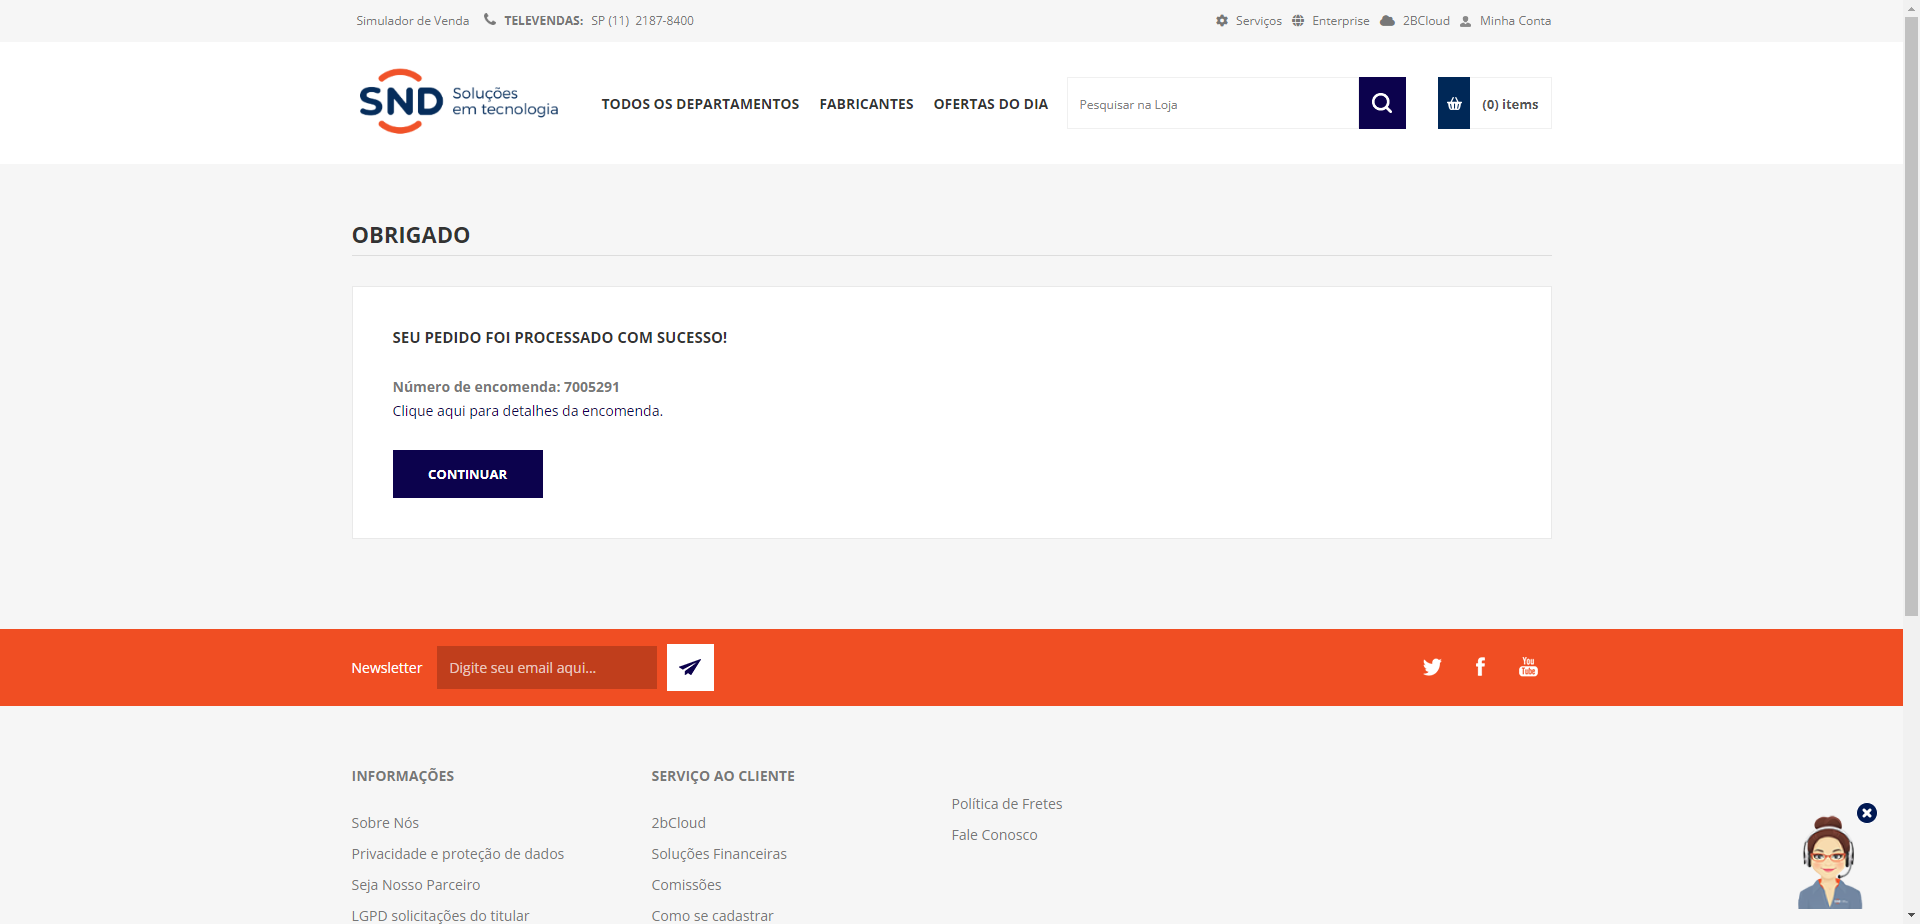 Simulador de Venda TELEVENDAS: SP (11) 2187-8400 Serviços Enterprise 2BCloud Minha Conta
SND Soluções
em tecnologia
TODOS OS DEPARTAMENTOS FABRICANTES OFERTAS DO DIA Pesquisar na Loja (0) items
OBRIGADO
SEU PEDIDO FOI PROCESSADO COM SUCESSO!
Número de encomenda: 7005291
Clique aqui para detalhes da encomenda.
CONTINUAR
Newsletter Digite seu email aqui... You Tube
INFORMAÇÕES
Sobre Nós
Privacidade e proteção de dados
Seja Nosso Parceiro
LGPD solicitações do titular
SERVIÇO AO CLIENTE
2bCloud
Soluções Financeiras
Comissões
Como se cadastrar
Política de Fretes
Fale Conosco